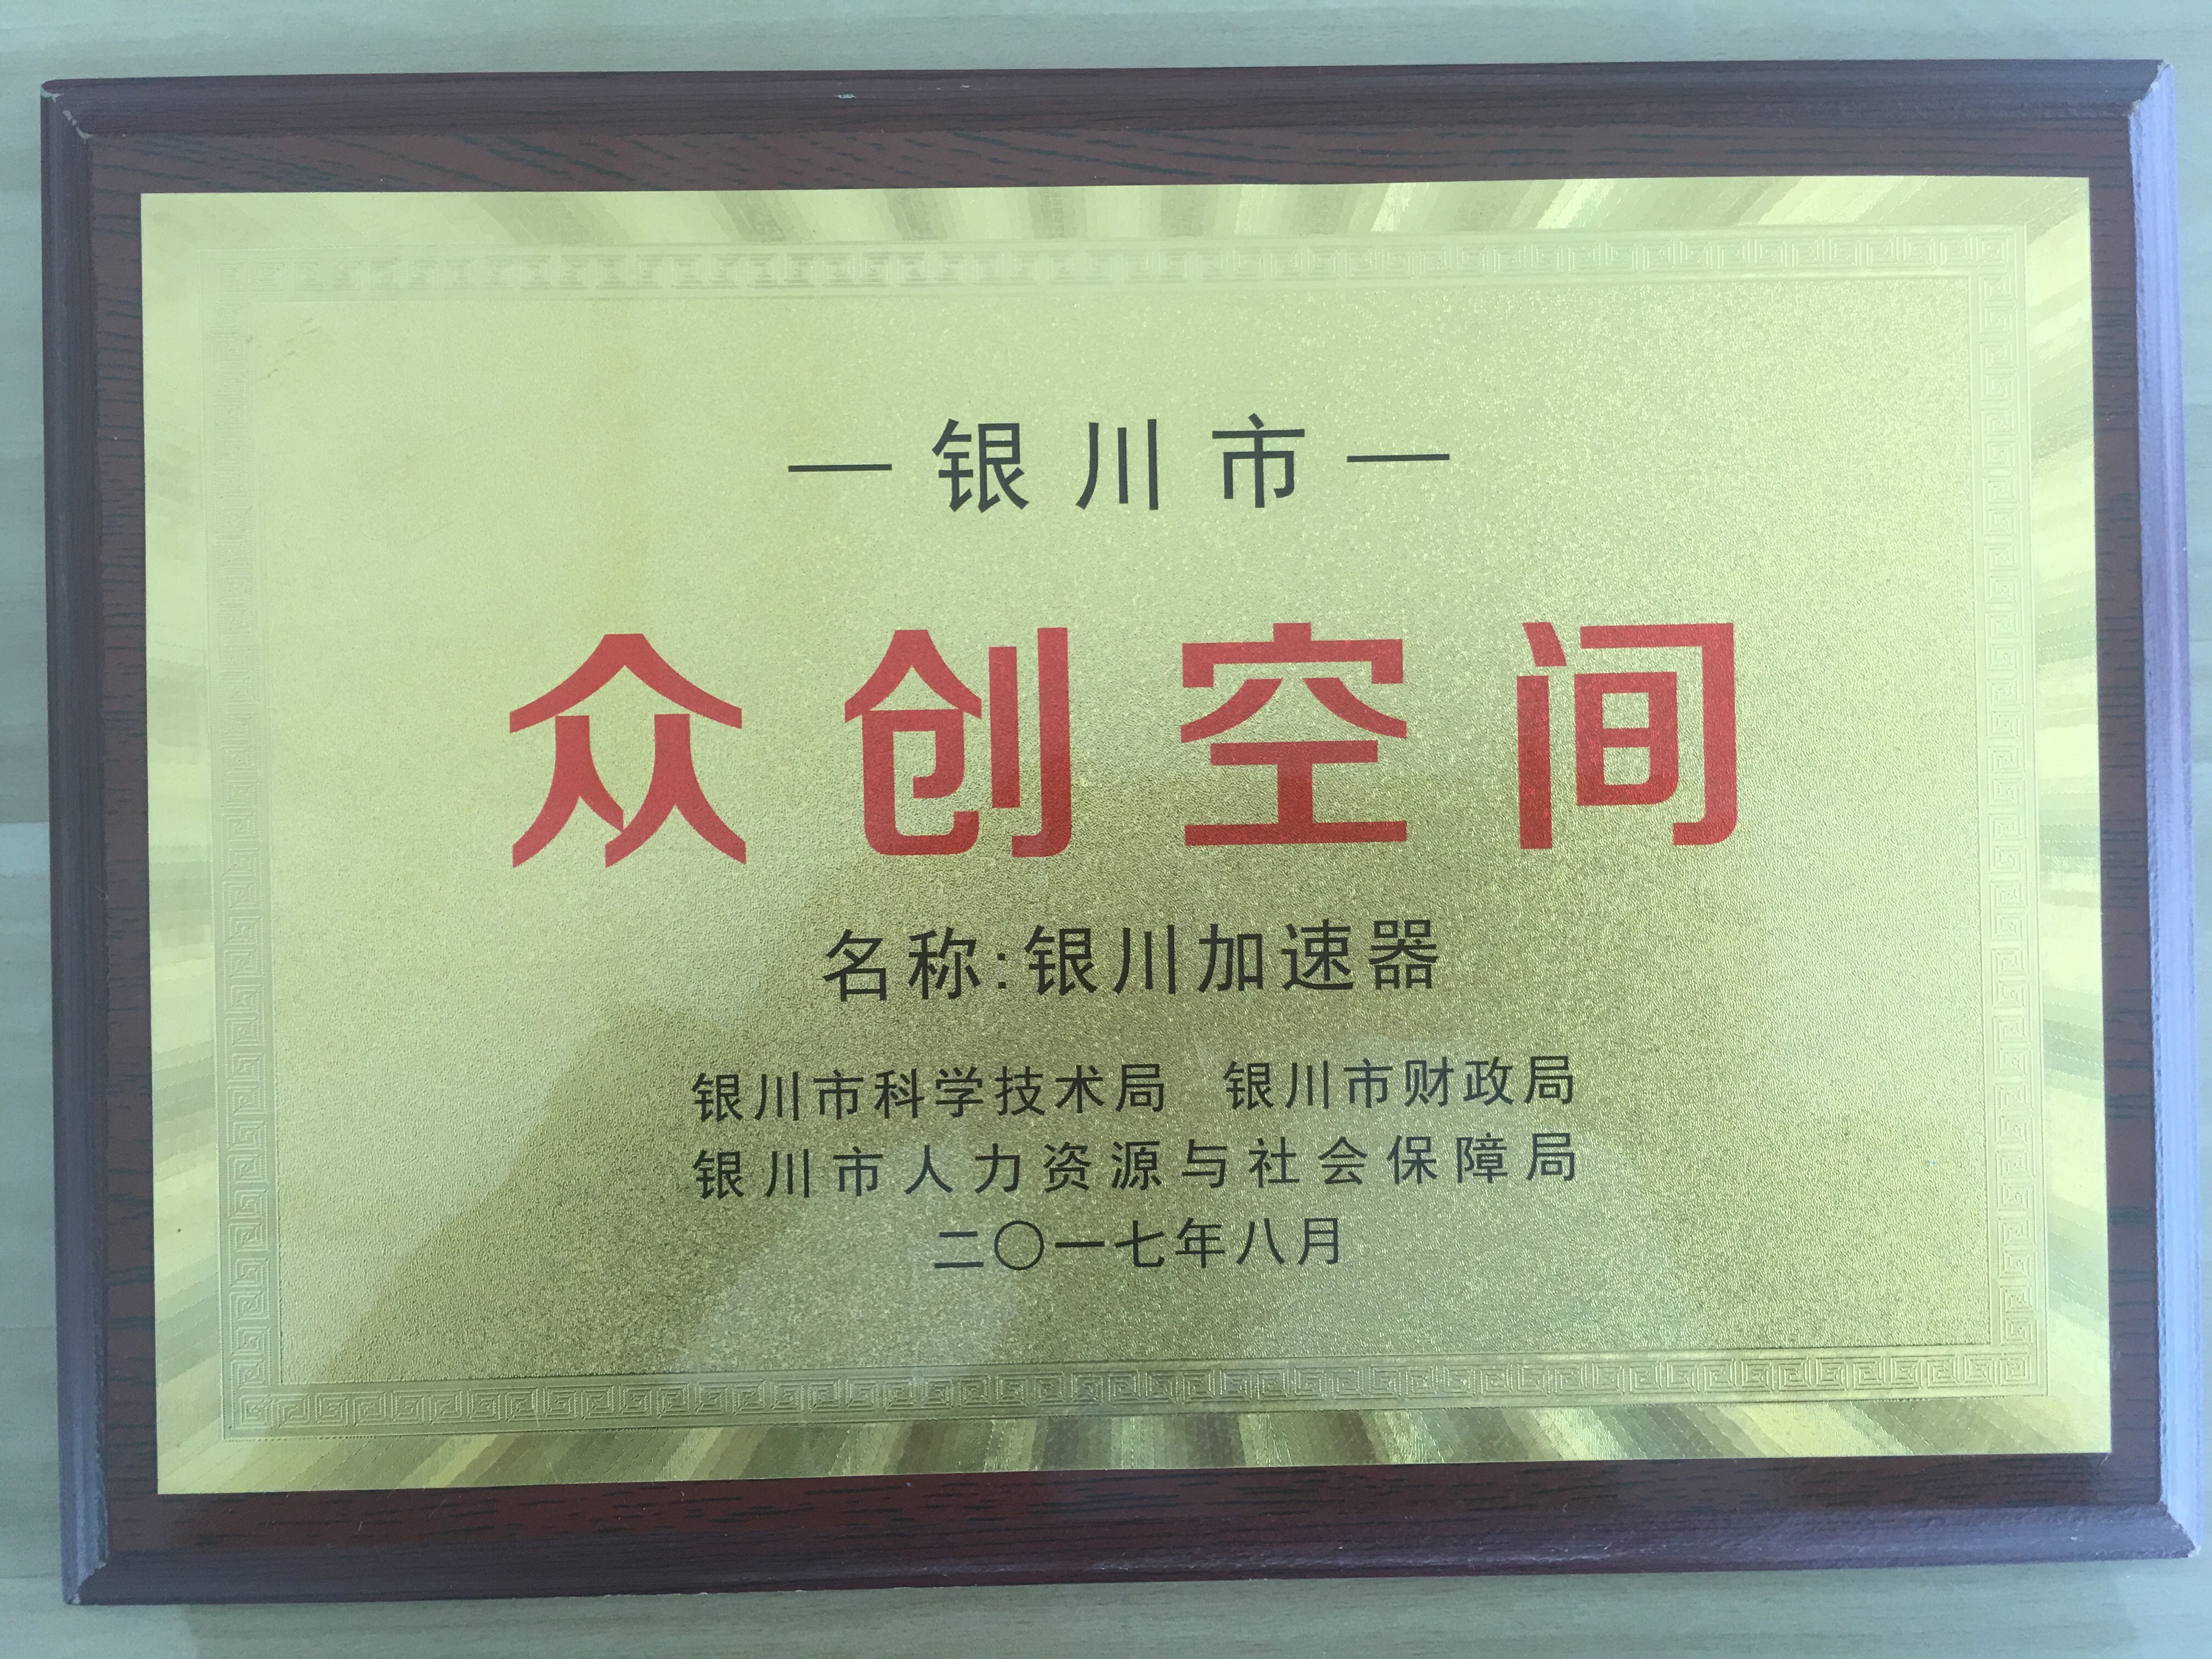 —银川市—
众创空间
名称:银川加速器
银川市科学技术局 银川市财政局
银川市人力资源与社会保障局
二〇一七年八月